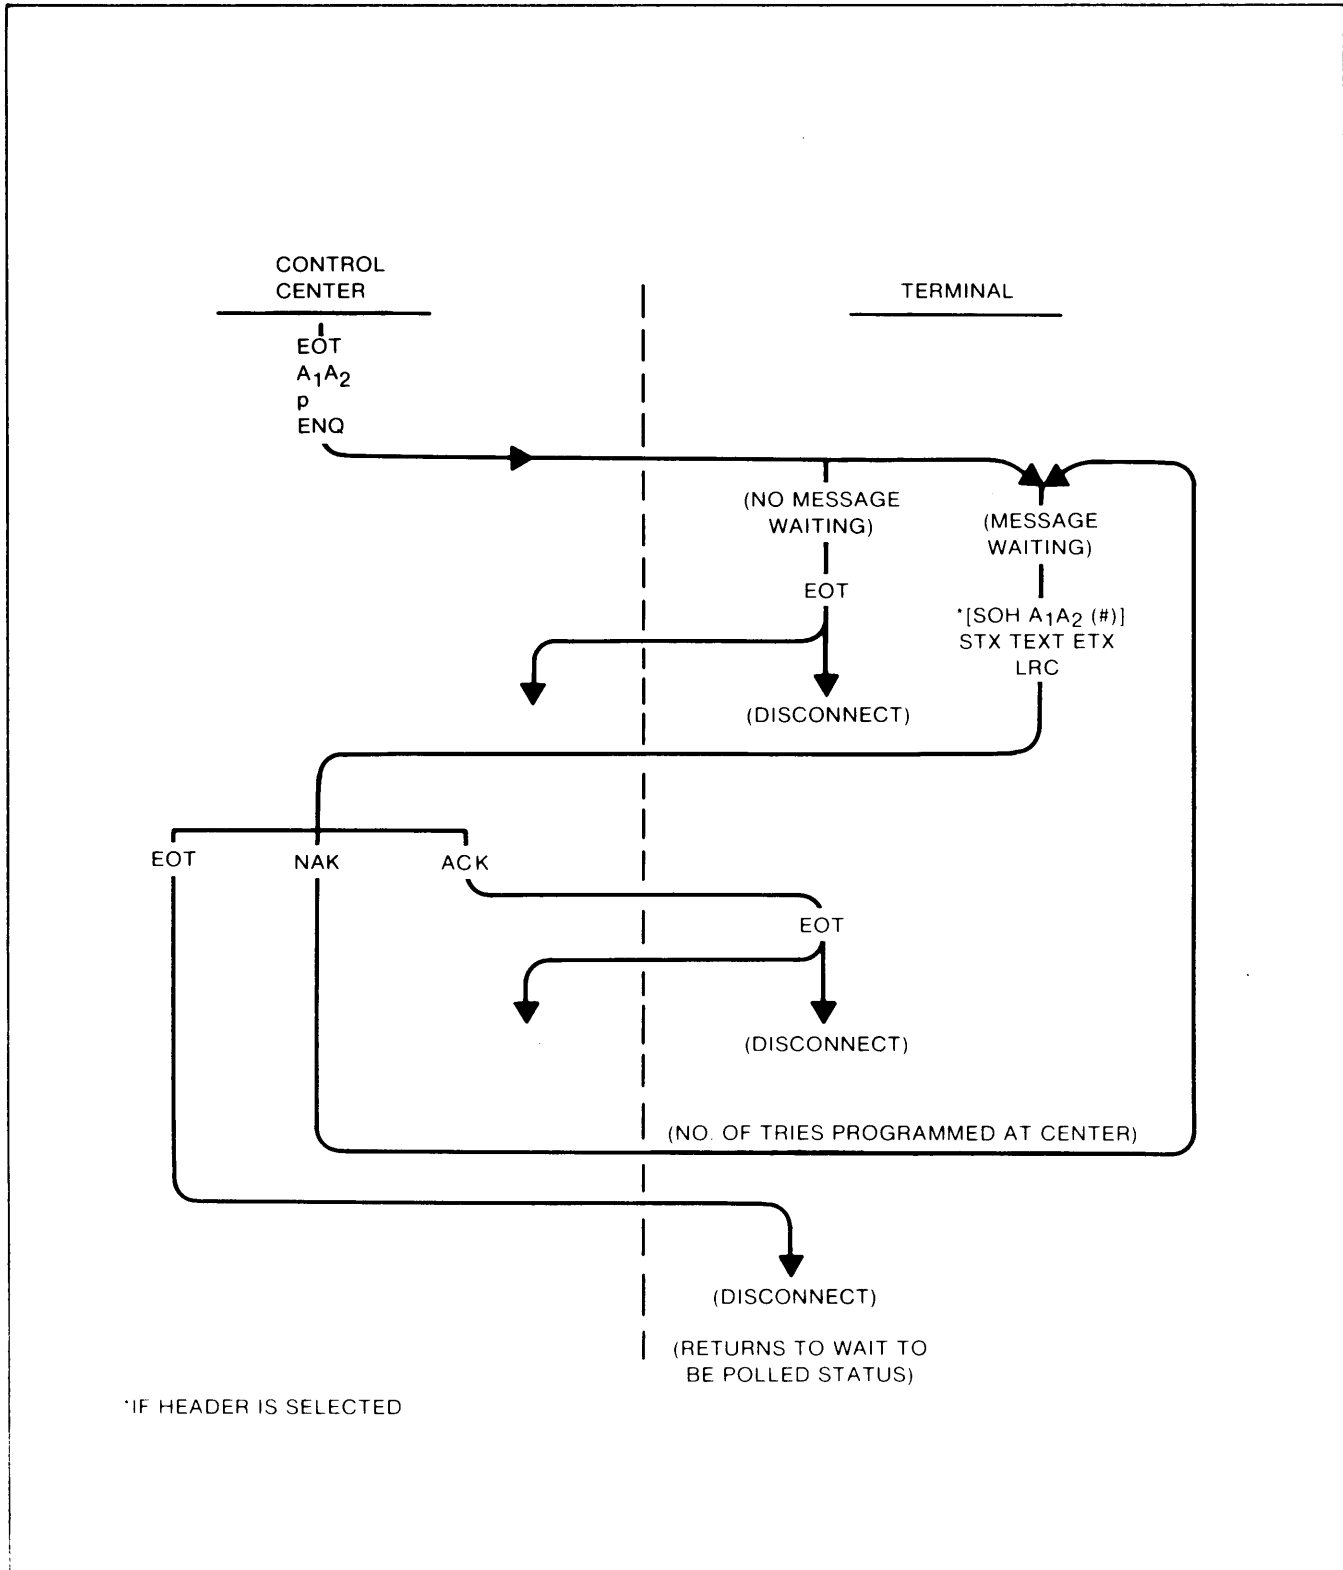 CONTROL
CENTER
TERMINAL
EOT
A₁A₂
p
ENQ
(NO MESSAGE
WAITING)
(MESSAGE
WAITING)
EOT
*[SOH A₁A₂ (#)]
STX TEXT ETX
LRC
(DISCONNECT)
EOT
NAK
ACK
EOT
(DISCONNECT)
(NO. OF TRIES PROGRAMMED AT CENTER)
(DISCONNECT)
(RETURNS TO WAIT TO
BE POLLED STATUS)
*IF HEADER IS SELECTED